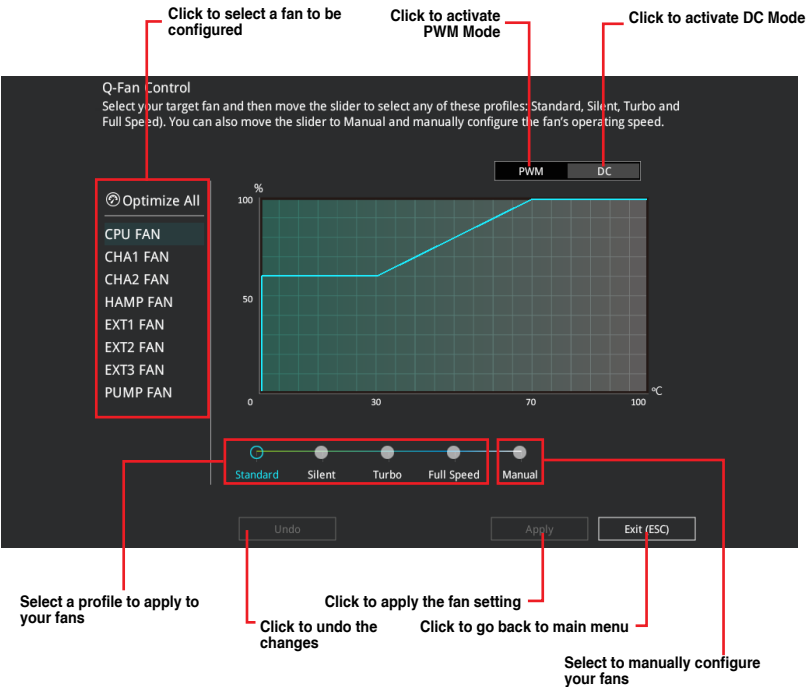 Click to select a fan to be
configured
Click to activate
PWM Mode
Click to activate DC Mode
Q-Fan Control
Select your target fan and then move the slider to select any of these profiles: Standard, Silent, Turbo and
Full Speed). You can also move the slider to Manual and manually configure the fan's operating speed.
PWM
DC
Optimize All
CPU FAN
CHA1 FAN
CHA2 FAN
HAMP FAN
EXT1 FAN
EXT2 FAN
EXT3 FAN
PUMP FAN
%
100
50
0
30
70
100
ºC
Standard
Silent
Turbo
Full Speed
Manual
Undo
Apply
Exit (ESC)
Select a profile to apply to
your fans
Click to undo the
changes
Click to apply the fan setting
Click to go back to main menu
Select to manually configure
your fans